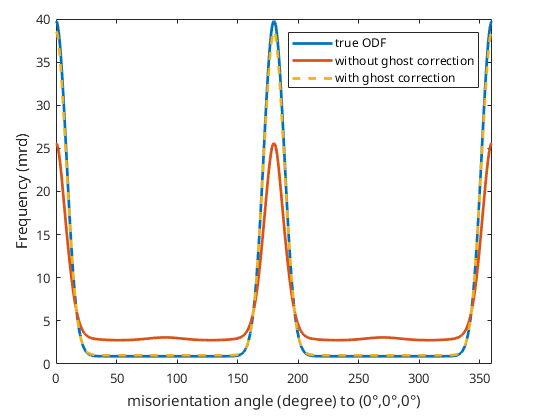 40
35
30
25
20
15
10
5
0
Frequency (mrd)
true ODF
without ghost correction
with ghost correction
0 50 100 150 200 250 300 350
misorientation angle (degree) to (0°,0°,0°)